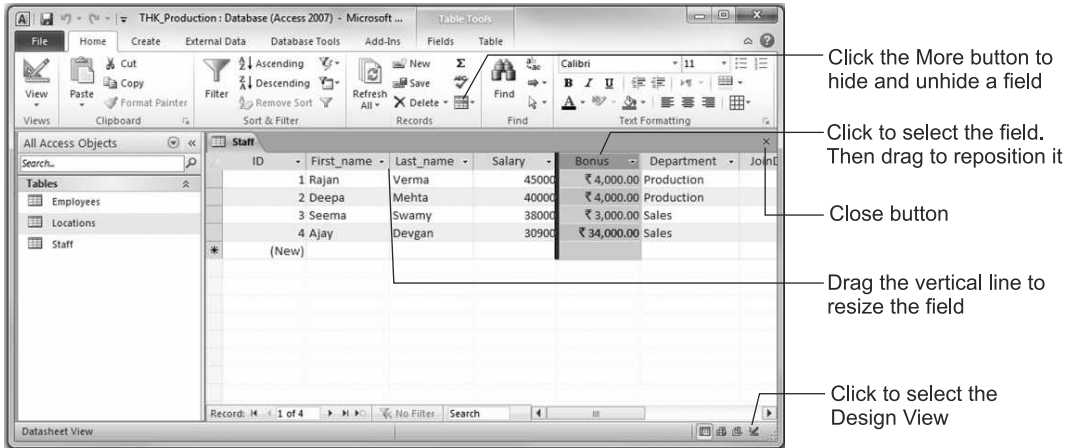 THK_Production : Database (Access 2007) - Microsoft ... Table Tools
File Home Create External Data Database Tools Add-Ins Fields Table
View
Views
Paste
Cut
Copy
Format Painter
Clipboard
Filter
Ascending
Descending
Remove Sort
Sort & Filter
Refresh All
New
Save
Delete
Records
Find
Find
Calibri 11
B I U
Text Formatting
All Access Objects
Search..
Tables
Employees
Locations
Staff
Staff
ID First_name Last_name Salary Bonus Department JoinD
1 Rajan Verma 45000 ₹ 4,000.00 Production
2 Deepa Mehta 40000 ₹ 4,000.00 Production
3 Seema Swamy 38000 ₹ 3,000.00 Sales
4 Ajay Devgan 30900 ₹ 34,000.00 Sales
(New)
Record: 1 of 4 No Filter Search
Datasheet View
Click the More button to
hide and unhide a field
Click to select the field.
Then drag to reposition it
Close button
Drag the vertical line to
resize the field
Click to select the
Design View